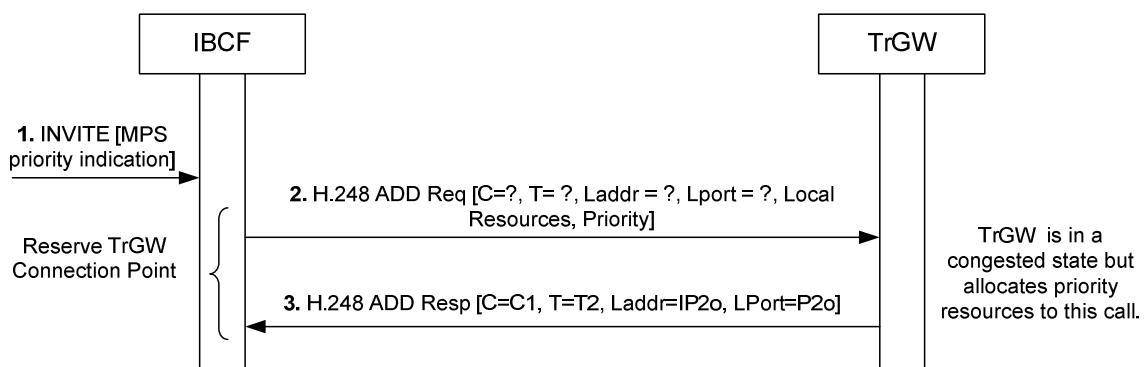 IBCF
TrGW
1. INVITE [MPS
priority indication]
2. H.248 ADD Req [C=?, T= ?, Laddr = ?, Lport = ?, Local
Resources, Priority]
Reserve TrGW
Connection Point
TrGW is in a
congested state but
allocates priority
resources to this call.
3. H.248 ADD Resp [C=C1, T=T2, Laddr=IP2o, LPort=P2o]